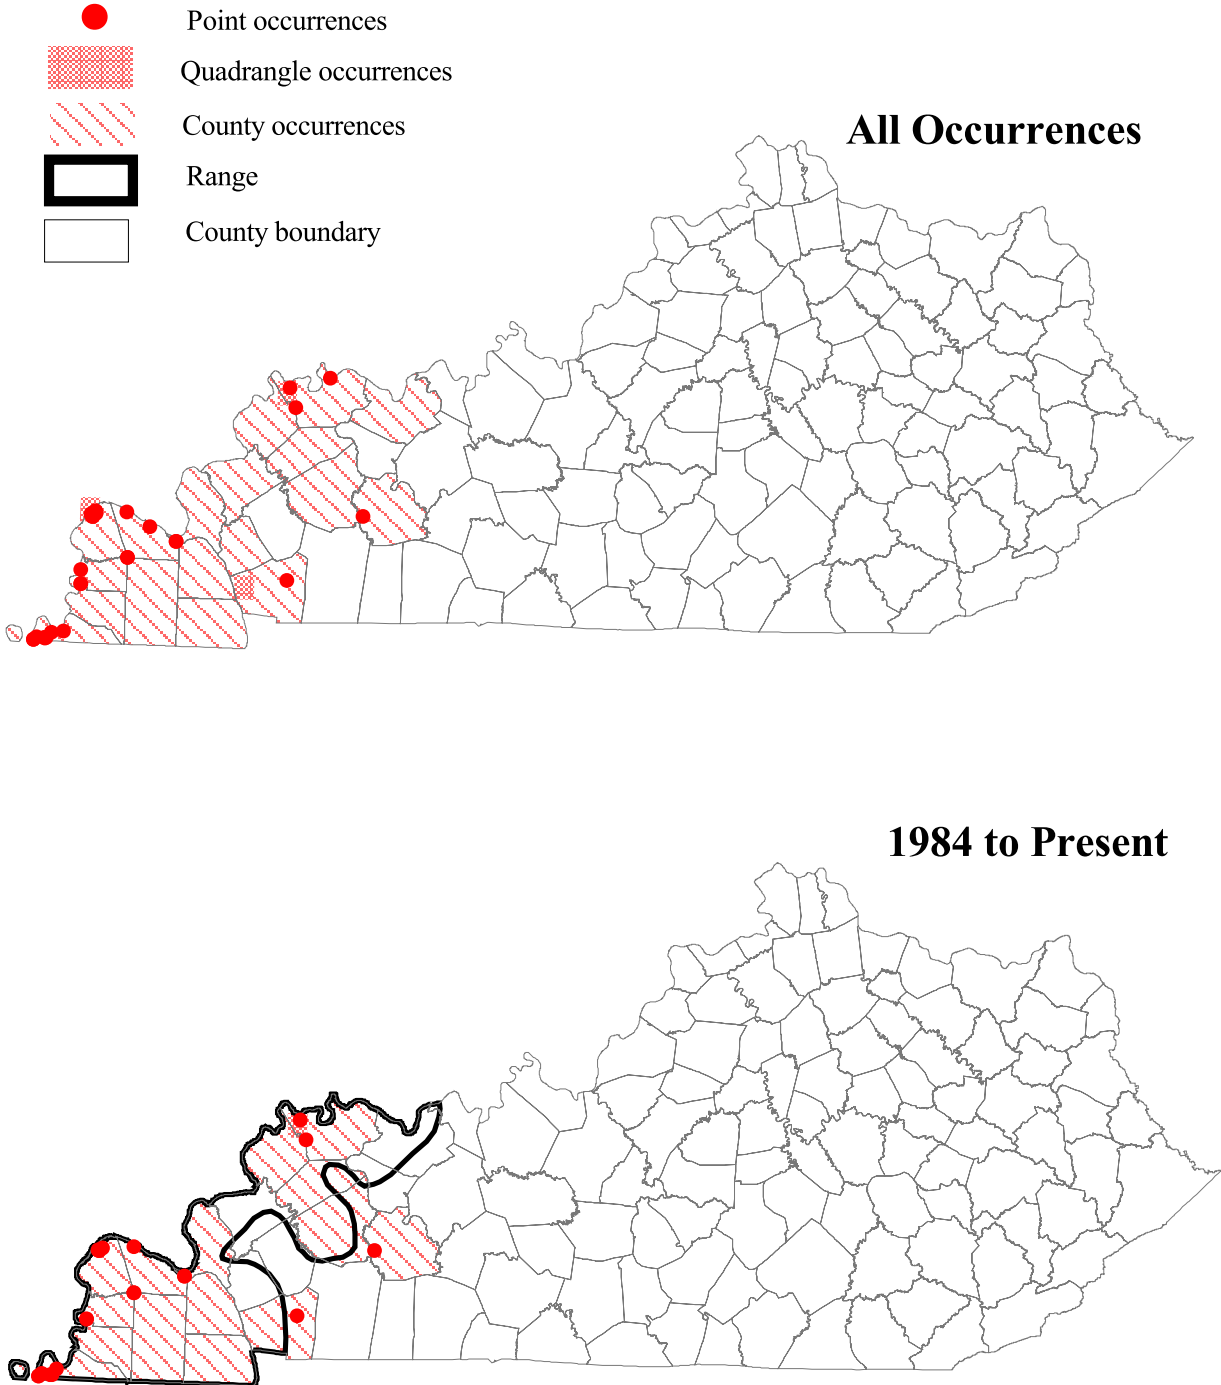 Point occurrences
Quadrangle occurrences
County occurrences
Range
County boundary
All Occurrences
1984 to Present